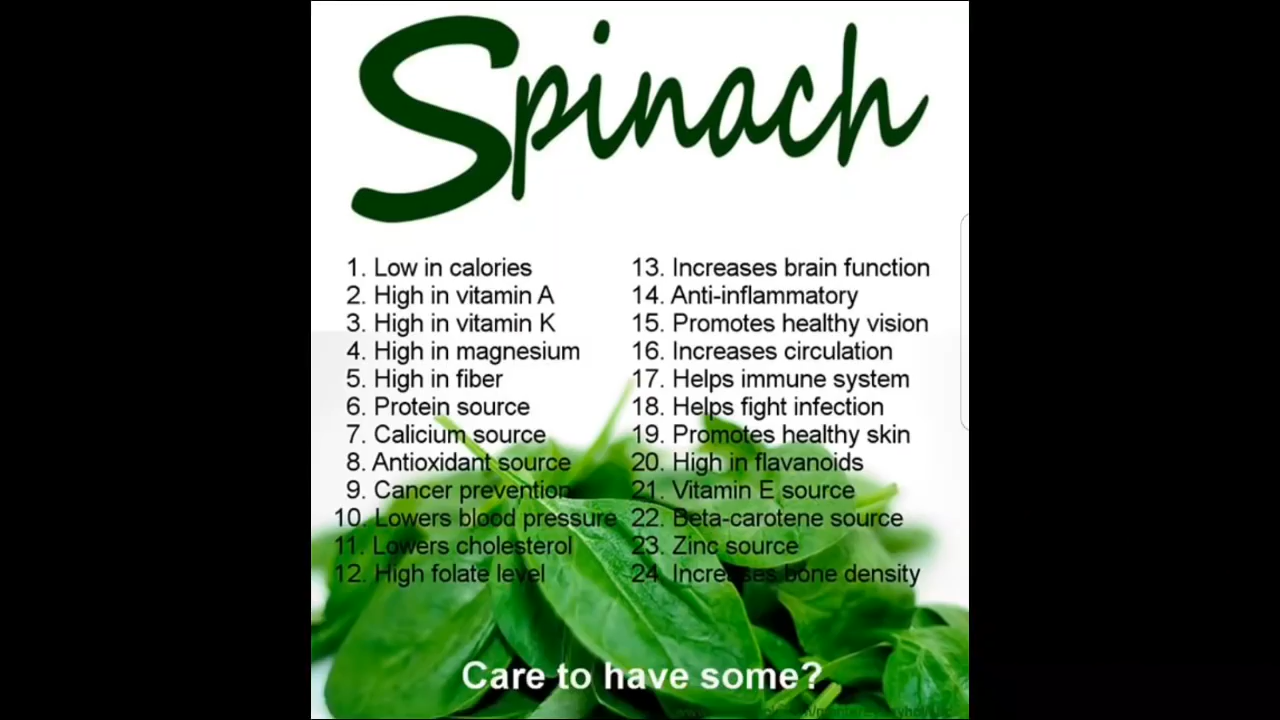 Spinach
1. Low in calories
2. High in vitamin A
3. High in vitamin K
4. High in magnesium
5. High in fiber
6. Protein source
7. Calicium source
8. Antioxidant source
9. Cancer prevention
10. Lowers blood pressure
11. Lowers cholesterol
12. High folate level
13. Increases brain function
14. Anti-inflammatory
15. Promotes healthy vision
16. Increases circulation
17. Helps immune system
18. Helps fight infection
19. Promotes healthy skin
20. High in flavanoids
21. Vitamin E source
22. Beta-carotene source
23. Zinc source
24. Increases bone density
Care to have some?